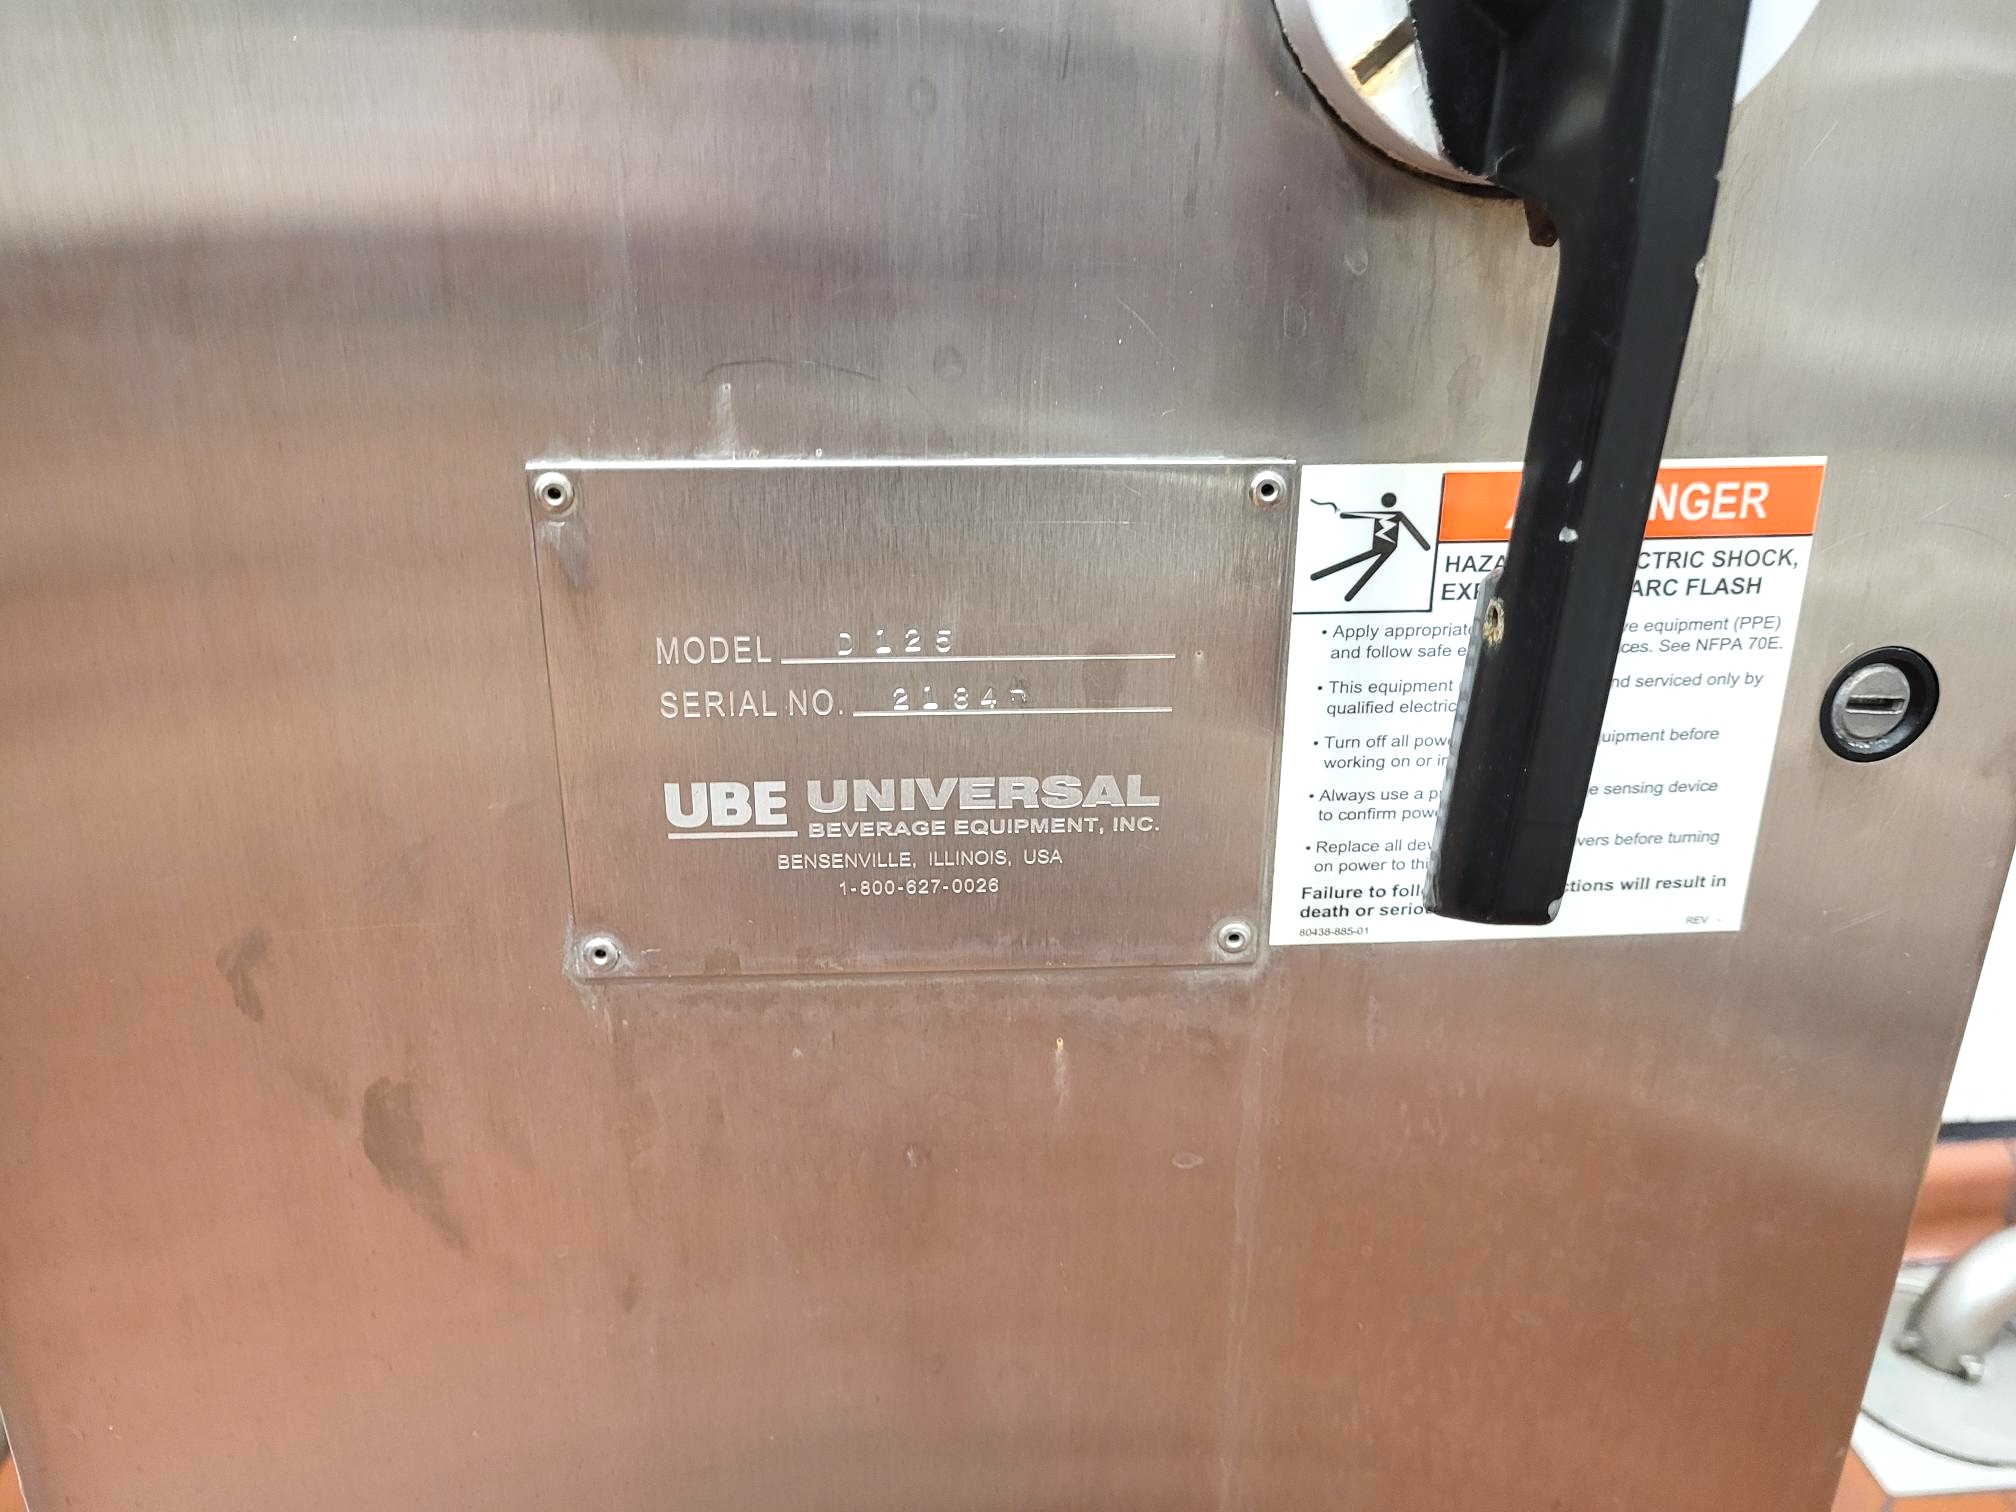 MODEL D 125
SERIAL NO. 2184
UBE UNIVERSAL
BEVERAGE EQUIPMENT, INC.
BENSENVILLE, ILLINOIS, USA
1-800-627-0026
NGER
HAZA CTRIC SHOCK,
EX ARC FLASH
• Apply appropriate e equipment (PPE)
and follow safe e ces. See NFPA 70E.
• This equipment nd serviced only by
qualified electric
• Turn off all pow uipment before
working on or i
• Always use a p e sensing device
to confirm pow
• Replace all dev vers before turning
on power to thi
Failure to foll ctions will result in
death or serio
80438-885-01
REV -